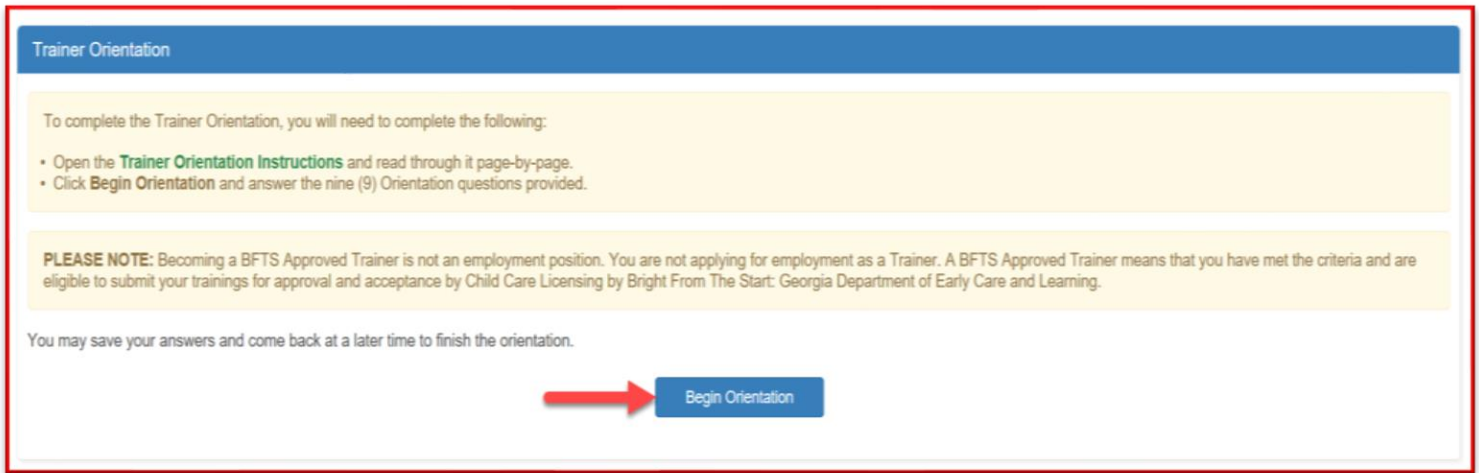 Trainer Orientation
To complete the Trainer Orientation, you will need to complete the following:
• Open the Trainer Orientation Instructions and read through it page-by-page.
• Click Begin Orientation and answer the nine (9) Orientation questions provided.
PLEASE NOTE: Becoming a BFTS Approved Trainer is not an employment position. You are not applying for employment as a Trainer. A BFTS Approved Trainer means that you have met the criteria and are
eligible to submit your trainings for approval and acceptance by Child Care Licensing by Bright From The Start: Georgia Department of Early Care and Learning.
You may save your answers and come back at a later time to finish the orientation.
Begin Orientation